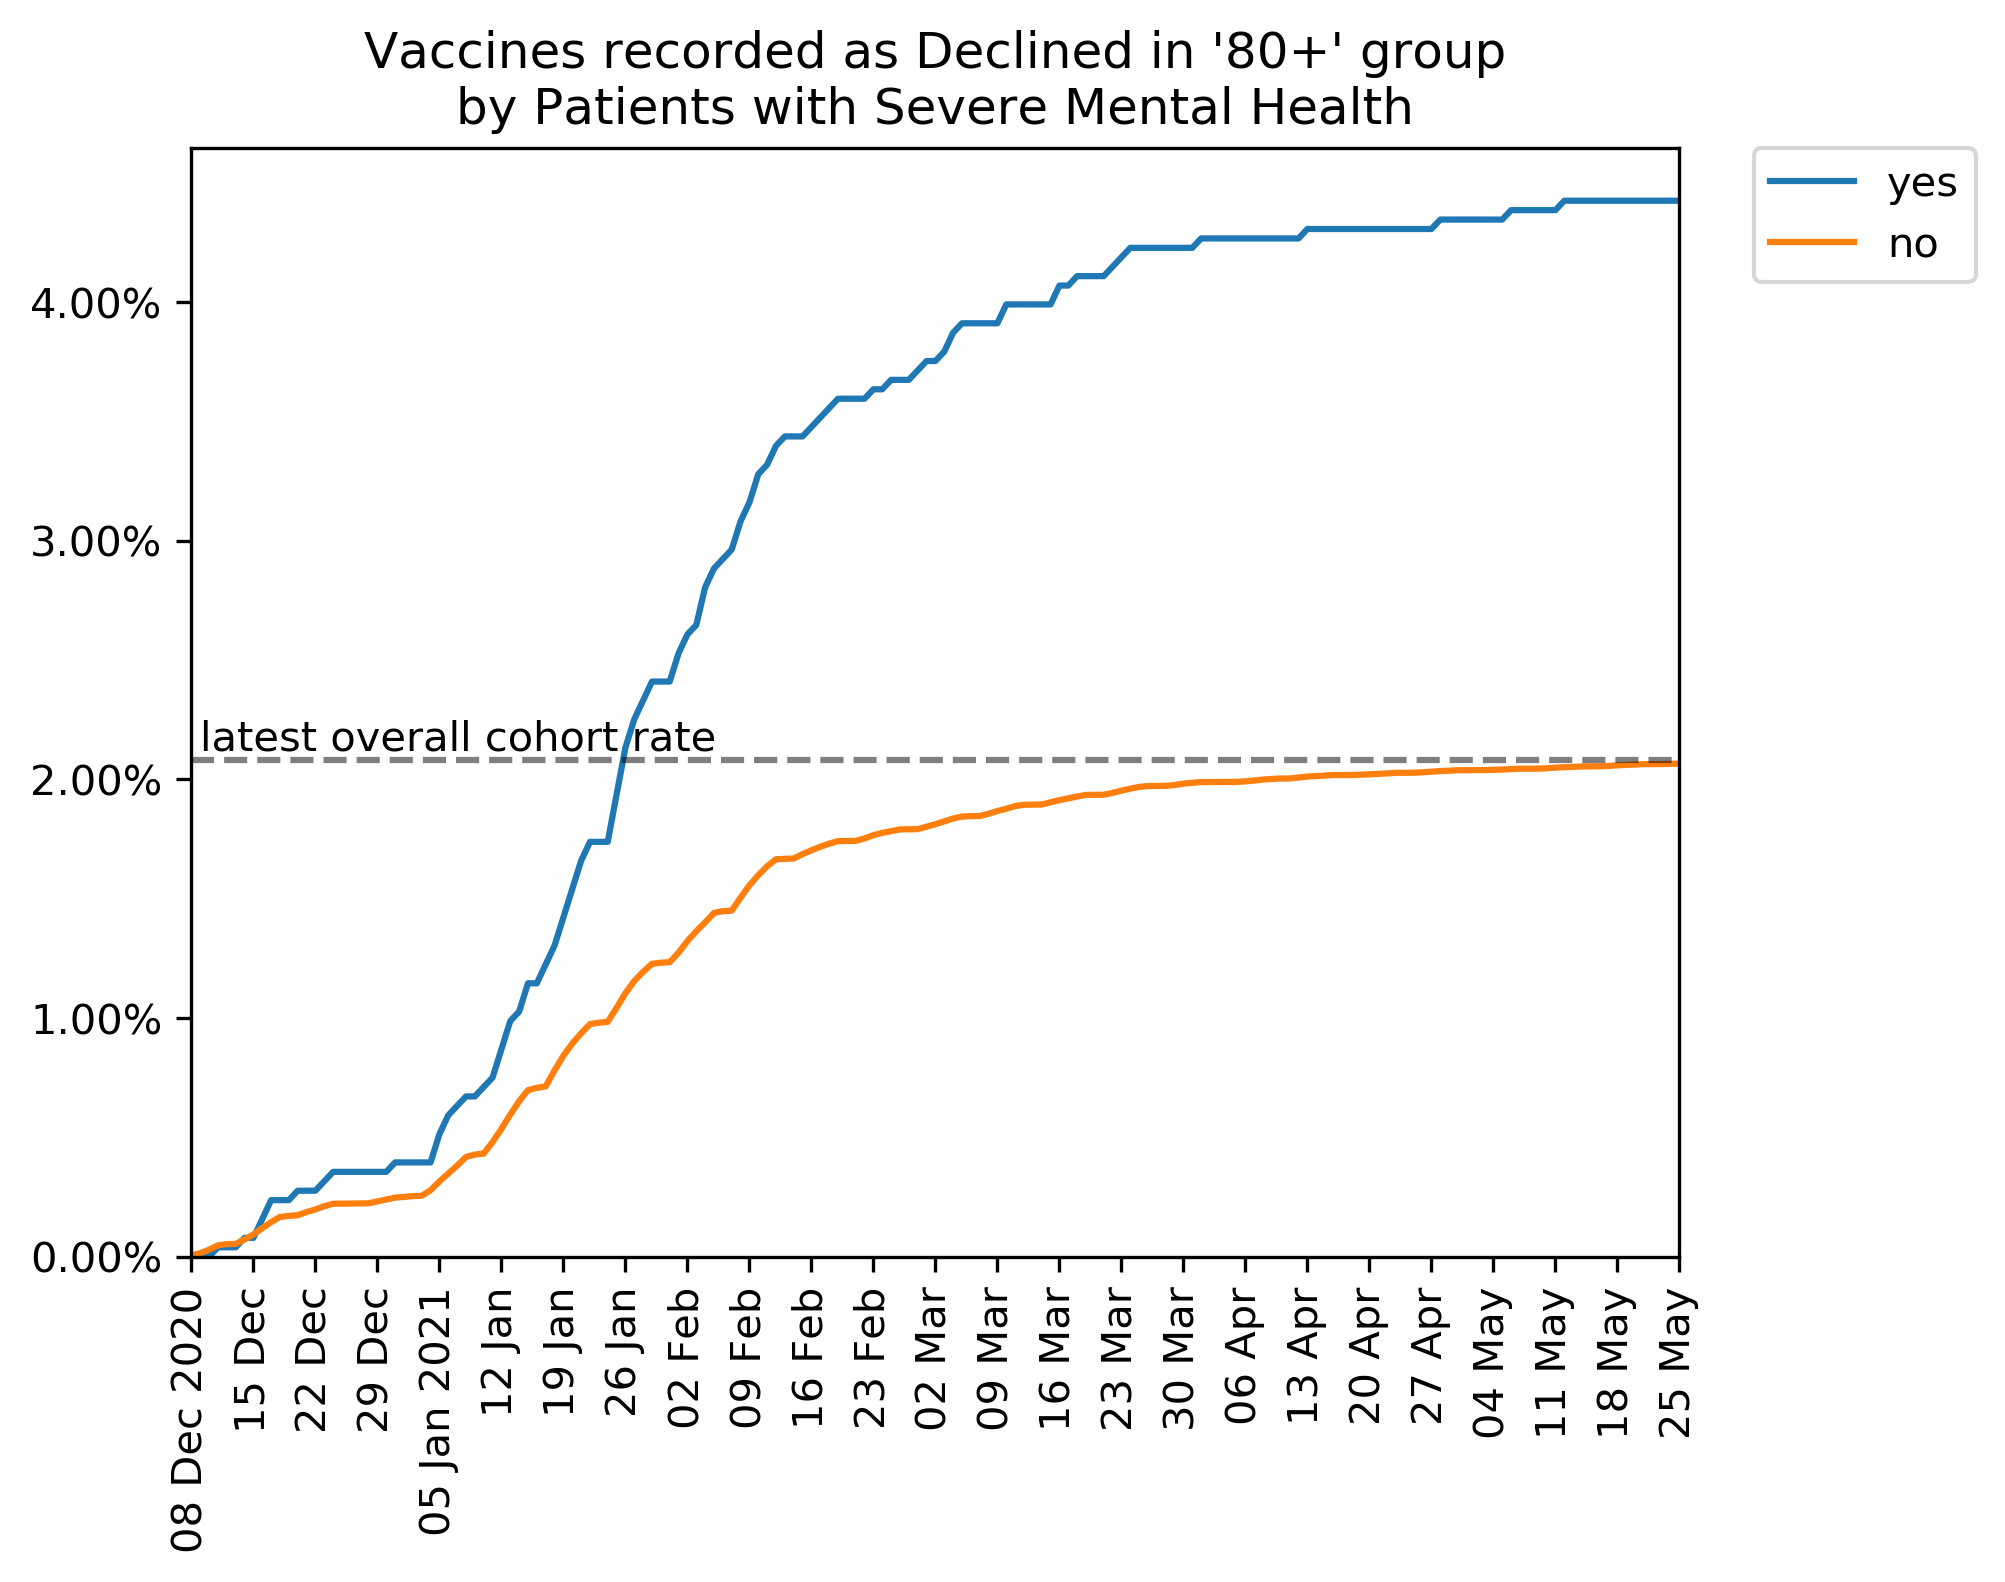 Vaccines recorded as Declined in '80+' group
by Patients with Severe Mental Health
yes
no
4.00%
3.00%
latest overall cohort rate
2.00%
1.00%
0.00%
08 Dec 2020
15 Dec
22 Dec
29 Dec
05 Jan 2021
12 Jan
19 Jan
26 Jan
02 Feb
09 Feb
16 Feb
23 Feb
02 Mar
09 Mar
16 Mar
23 Mar
30 Mar
06 Apr
13 Apr
20 Apr
27 Apr
04 May
11 May
18 May
25 May